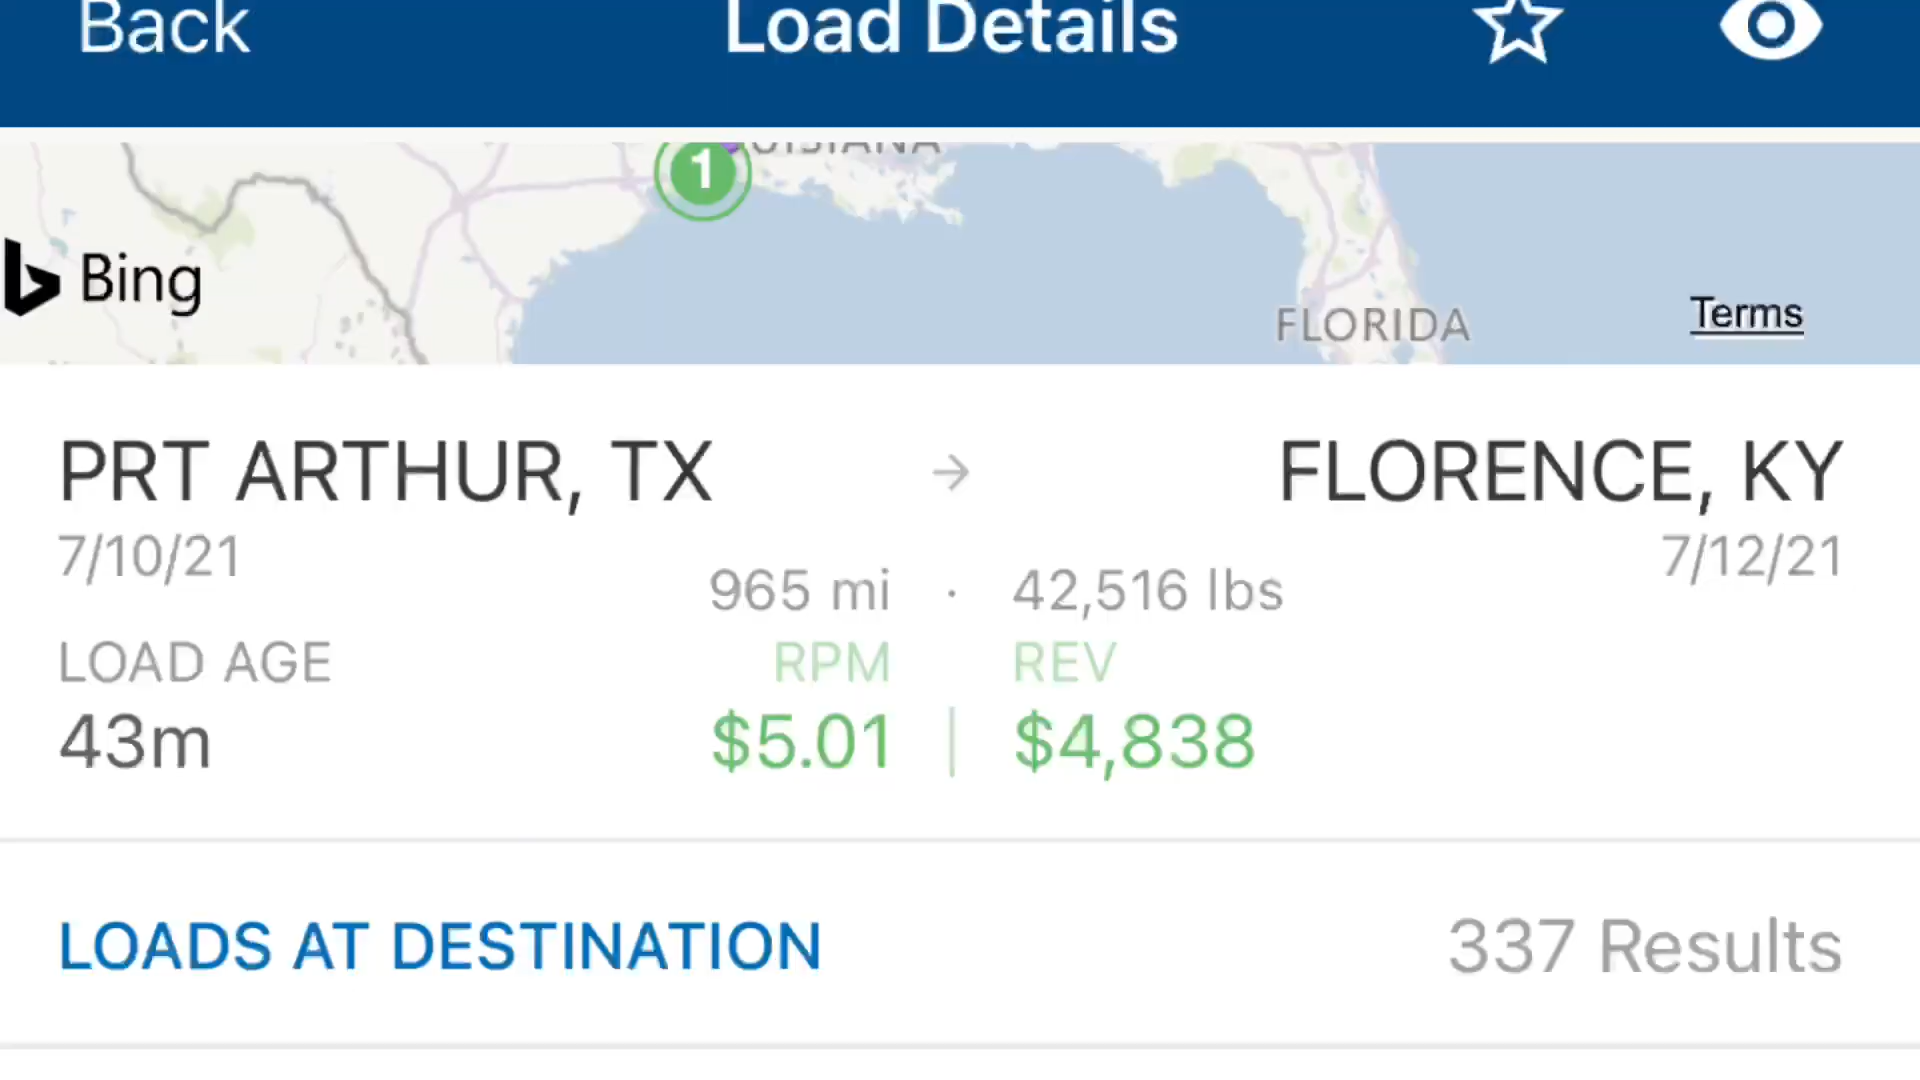 Back
Load Details
1
Bing
FLORIDA
Terms
PRT ARTHUR, TX → FLORENCE, KY
7/10/21
7/12/21
965 mi · 42,516 lbs
LOAD AGE
RPM
REV
43m
$5.01 | $4,838
LOADS AT DESTINATION
337 Results